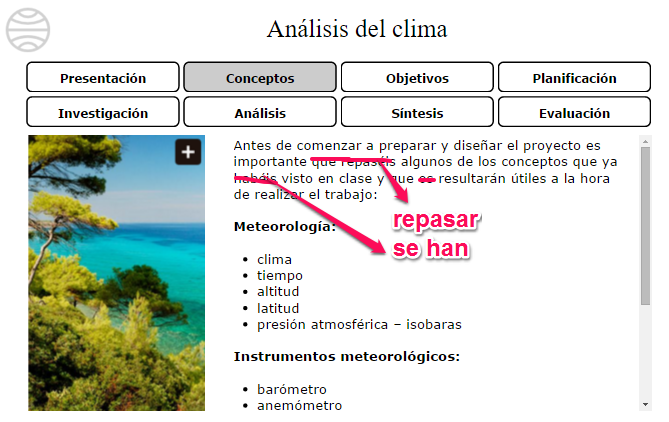 Análisis del clima
Presentación
Conceptos
Objetivos
Planificación
Investigación
Análisis
Síntesis
Evaluación
Antes de comenzar a preparar y diseñar el proyecto es
importante que repaséis algunos de los conceptos que ya
habéis visto en clase y que os resultarán útiles a la hora
de realizar el trabajo:
repasar
se han
Meteorología:
• clima
• tiempo
• altitud
• latitud
• presión atmosférica – isobaras
Instrumentos meteorológicos:
• barómetro
• anemómetro